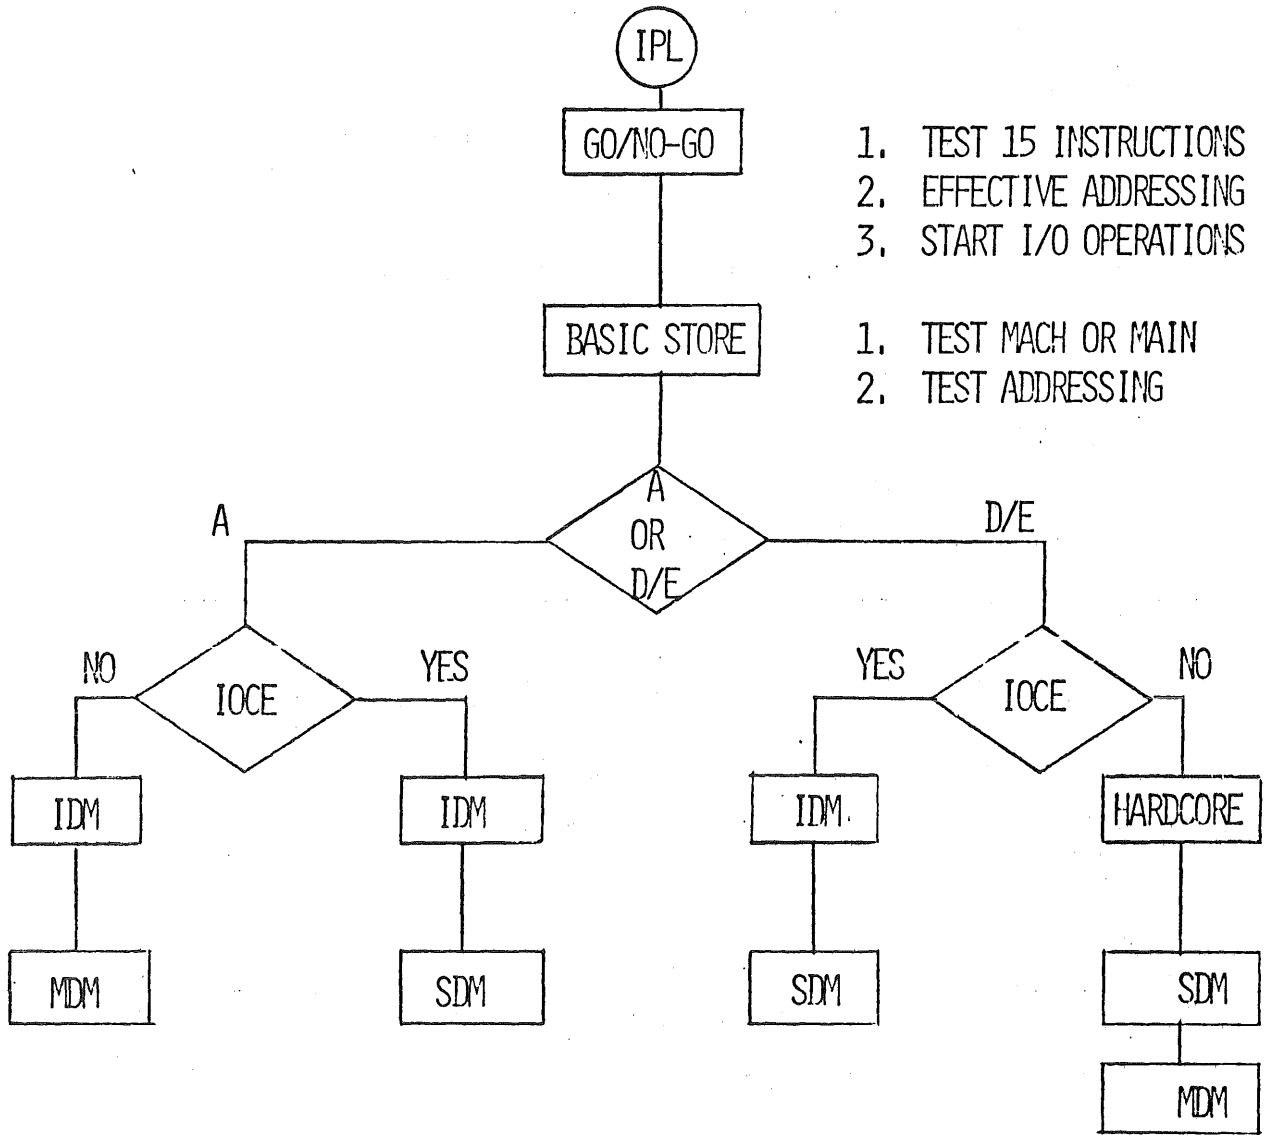 IPL
GO/NO-GO
1. TEST 15 INSTRUCTIONS
2. EFFECTIVE ADDRESSING
3. START I/O OPERATIONS
BASIC STORE
1. TEST MACH OR MAIN
2. TEST ADDRESSING
A
OR
D/E
A
D/E
NO
IOCE
YES
YES
IOCE
NO
IDM
IDM
IDM
HARDCORE
MDM
SDM
SDM
SDM
MDM